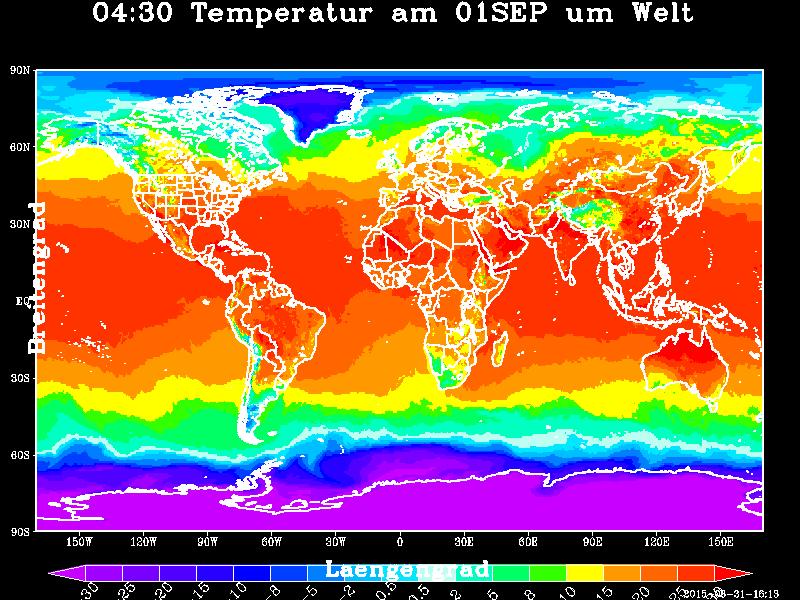 04:30 Temperatur am 01SEP um Welt
90N
60N
30N
EQ
30S
60S
90S
Breitengrad
150W 120W 90W 60W 30W 0 30E 60E 90E 120E 150E
Laengengrad
-30 -25 -20 -15 -10 -8 -5 -2 -0.5 0.5 2 5 8 10 15 20 25 30
2015-08-31-16:13